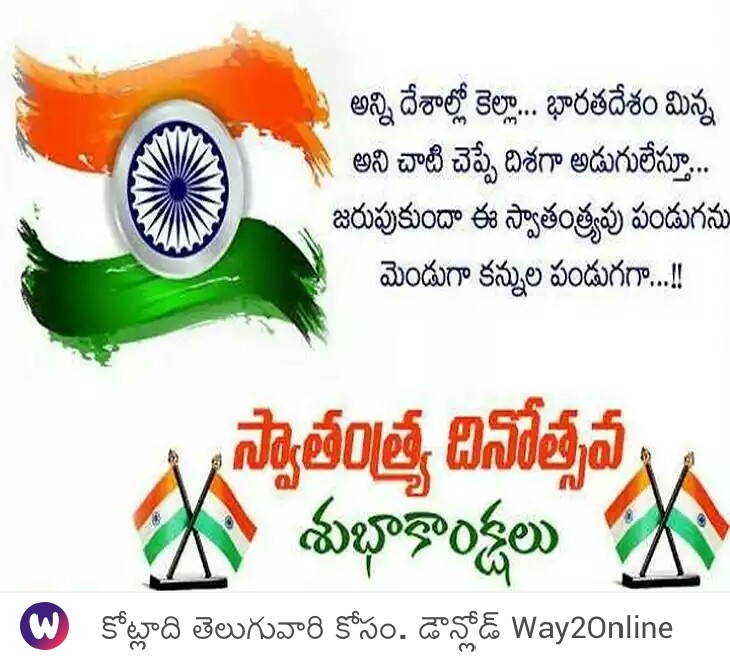 అన్ని దేశాల్లో కెల్లా... భారతదేశం మిన్న
అని చాటి చెప్పే దిశగా అడుగులేస్తూ...
జరుపుకుందా ఈ స్వాతంత్ర్యపు పండుగను
మెండుగా కన్నుల పండుగగా...!!
స్వాతంత్ర్య దినోత్సవ
శుభాకాంక్షలు
W కోట్లాది తెలుగువారి కోసం. డౌన్లోడ్ Way2Online